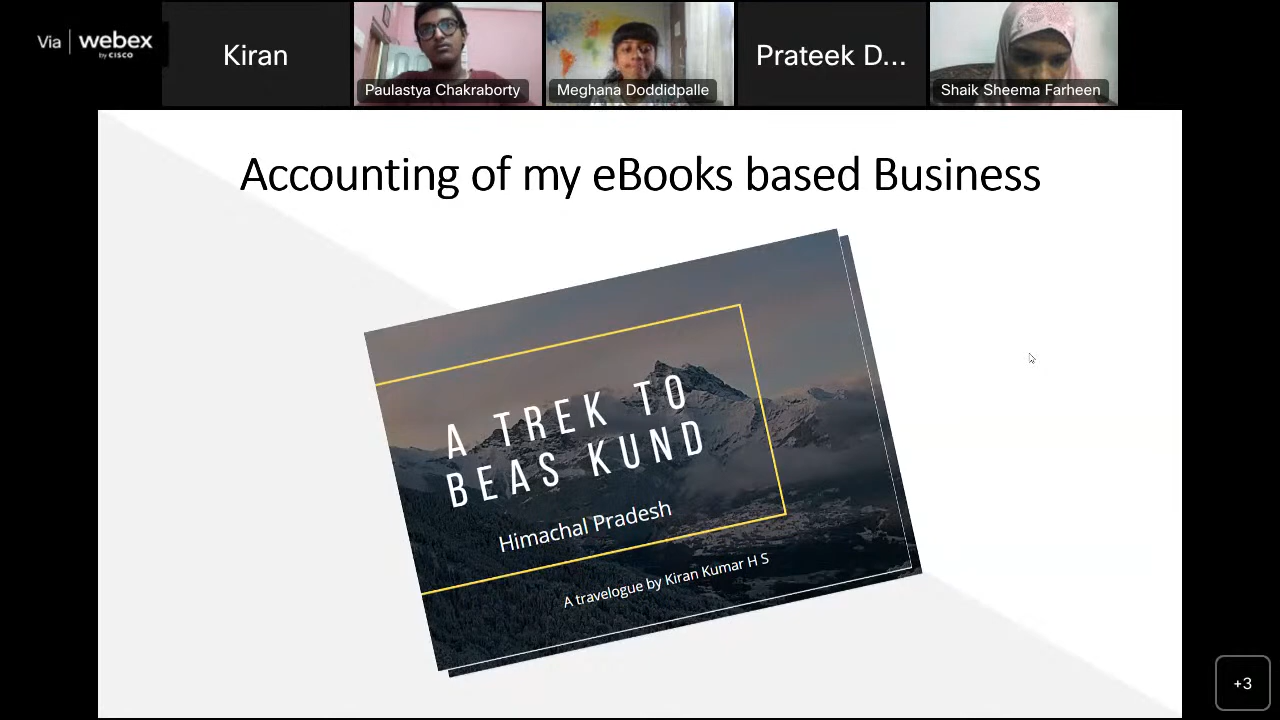 Via | webex
by CISCO
Kiran
Paulastya Chakraborty
Meghana Doddidpalle
Prateek D...
Shaik Sheema Farheen
Accounting of my eBooks based Business
A TREK TO
BEAS KUND
Himachal Pradesh
A travelogue by Kiran Kumar H S
+3